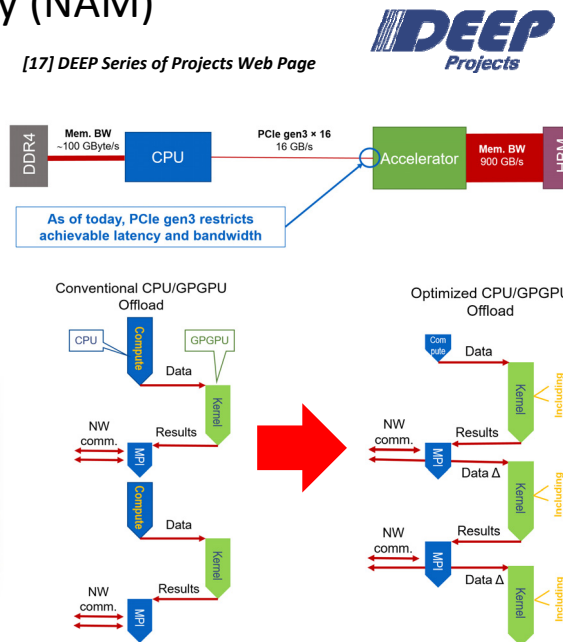 y (NAM)
[17] DEEP Series of Projects Web Page
DEEP
Projects
DDR4
Mem. BW
~100 GByte/s
CPU
PCIe gen3 × 16
16 GB/s
Accelerator
Mem. BW
900 GB/s
HBM
As of today, PCIe gen3 restricts
achievable latency and bandwidth
Conventional CPU/GPGPU
Offload
CPU
Compute
GPGPU
Data
Kernel
NW
comm.
MPI
Results
Compute
Data
Kernel
NW
comm.
MPI
Results
Optimized CPU/GPGPU
Offload
Com
pute
Data
Kernel
Including
NW
comm.
MPI
Results
Data Δ
Kernel
Including
NW
comm.
MPI
Results
Data Δ
Kernel
Including